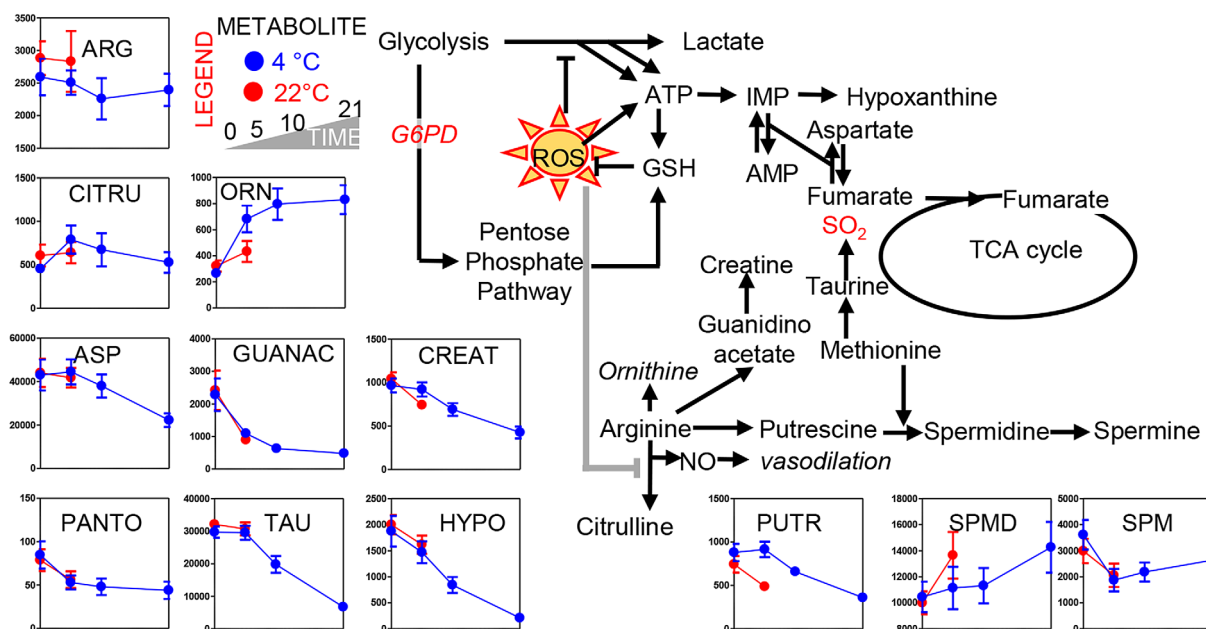 ARG
3500
3000
2500
2000
1500
LEGEND
METABOLITE
4 °C
22°C
0 5 10 21
TIME
CITRU
1500
1000
500
0
ORN
1000
800
600
400
200
0
ASP
60000
40000
20000
0
GUANAC
4000
3000
2000
1000
0
CREAT
1500
1000
500
0
PANTO
150
100
50
0
TAU
40000
30000
20000
10000
0
HYPO
2500
2000
1500
1000
500
0
PUTR
1500
1000
500
0
SPMD
18000
16000
14000
12000
10000
8000
SPM
5000
4000
3000
2000
1000
0
Glycolysis
Lactate
ATP
IMP
Hypoxanthine
Aspartate
G6PD
ROS
GSH
AMP
Fumarate
Fumarate
SO2
TCA cycle
Pentose
Phosphate
Pathway
Creatine
Taurine
Guanidino
acetate
Methionine
Ornithine
Arginine
Putrescine
Spermidine
Spermine
NO
vasodilation
Citrulline